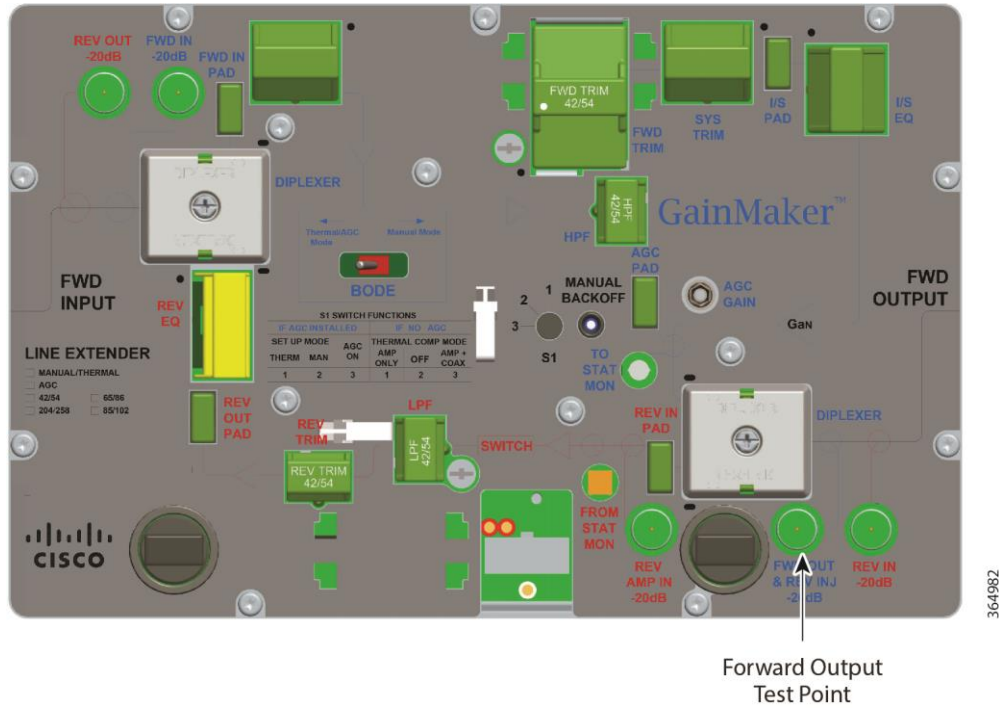 REV OUT
-20dB
FWD IN
-20dB
FWD IN
PAD
FWD TRIM
42/54
FWD
TRIM
SYS
TRIM
I/S
PAD
I/S
EQ
DIPLEXER
HPF
42/54
HPF
GainMaker™
Thermal/AGC
Mode
Manual Mode
BODE
AGC
PAD
AGC
GAIN
FWD
INPUT
FWD
OUTPUT
REV
EQ
1
2
3
S1
MANUAL
BACKOFF
GaN
S1 SWITCH FUNCTIONS
IF AGC INSTALLED
IF NO AGC
SET UP MODE
AGC
ON
THERMAL COMP MODE
THERM
MAN
AMP
ONLY
OFF
AMP +
COAX
1 2 3 1 2 3
TO
STAT
MON
LINE EXTENDER
MANUAL/THERMAL
AGC
42/54 65/86
204/258 85/102
REV
OUT
PAD
REV
TRIM
REV TRIM
42/54
LPF
LPF
42/54
SWITCH
REV IN
PAD
DIPLEXER
FROM
STAT
MON
CISCO
REV
AMP IN
-20dB
FWD OUT
& REV INJ
-20dB
REV IN
-20dB
364982
Forward Output
Test Point